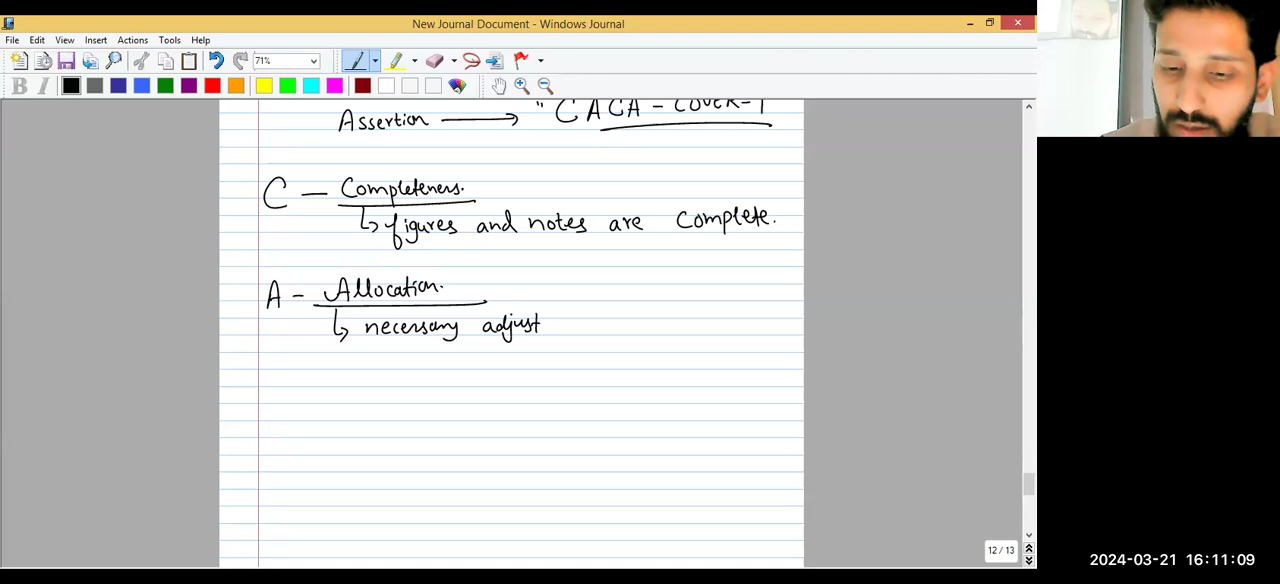 New Journal Document - Windows Journal
File Edit View Insert Actions Tools Help
71%
B I
Assertion → " CACA - COVER-
C — Completeness.
↳ figures and notes are complete.
A - Allocation.
↳ necessary adjust
12 / 13
2024-03-21 16:11:09